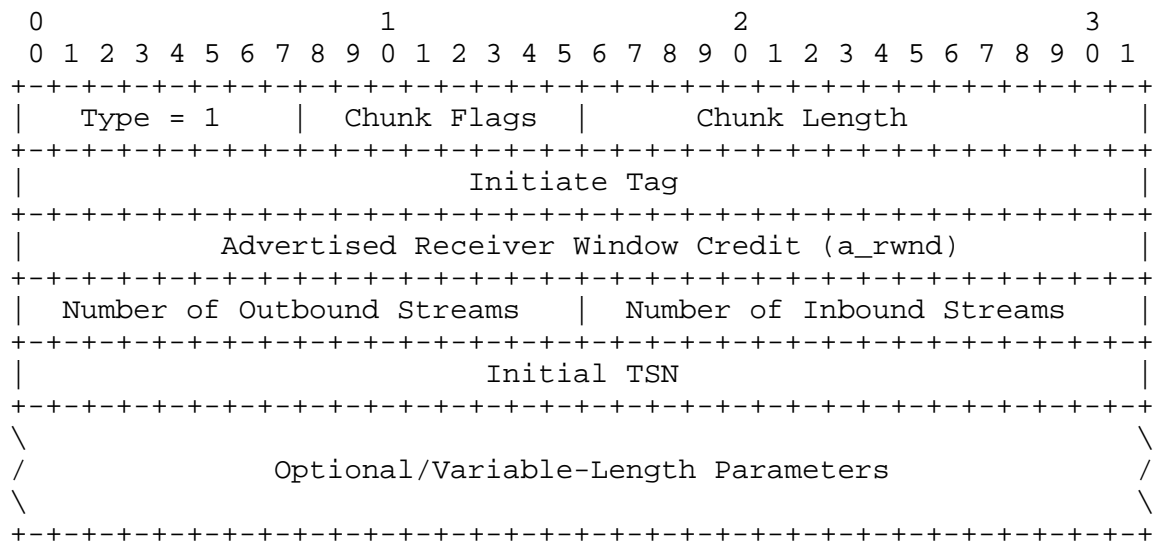 0                   1                   2                   3
 0 1 2 3 4 5 6 7 8 9 0 1 2 3 4 5 6 7 8 9 0 1 2 3 4 5 6 7 8 9 0 1
+-+-+-+-+-+-+-+-+-+-+-+-+-+-+-+-+-+-+-+-+-+-+-+-+-+-+-+-+-+-+-+-+
|   Type = 1    |  Chunk Flags  |      Chunk Length             |
+-+-+-+-+-+-+-+-+-+-+-+-+-+-+-+-+-+-+-+-+-+-+-+-+-+-+-+-+-+-+-+-+
|                         Initiate Tag                          |
+-+-+-+-+-+-+-+-+-+-+-+-+-+-+-+-+-+-+-+-+-+-+-+-+-+-+-+-+-+-+-+-+
|           Advertised Receiver Window Credit (a_rwnd)          |
+-+-+-+-+-+-+-+-+-+-+-+-+-+-+-+-+-+-+-+-+-+-+-+-+-+-+-+-+-+-+-+-+
|  Number of Outbound Streams   |  Number of Inbound Streams    |
+-+-+-+-+-+-+-+-+-+-+-+-+-+-+-+-+-+-+-+-+-+-+-+-+-+-+-+-+-+-+-+-+
|                          Initial TSN                          |
+-+-+-+-+-+-+-+-+-+-+-+-+-+-+-+-+-+-+-+-+-+-+-+-+-+-+-+-+-+-+-+-+
\                                                               \
/              Optional/Variable-Length Parameters              /
\                                                               \
+-+-+-+-+-+-+-+-+-+-+-+-+-+-+-+-+-+-+-+-+-+-+-+-+-+-+-+-+-+-+-+-+